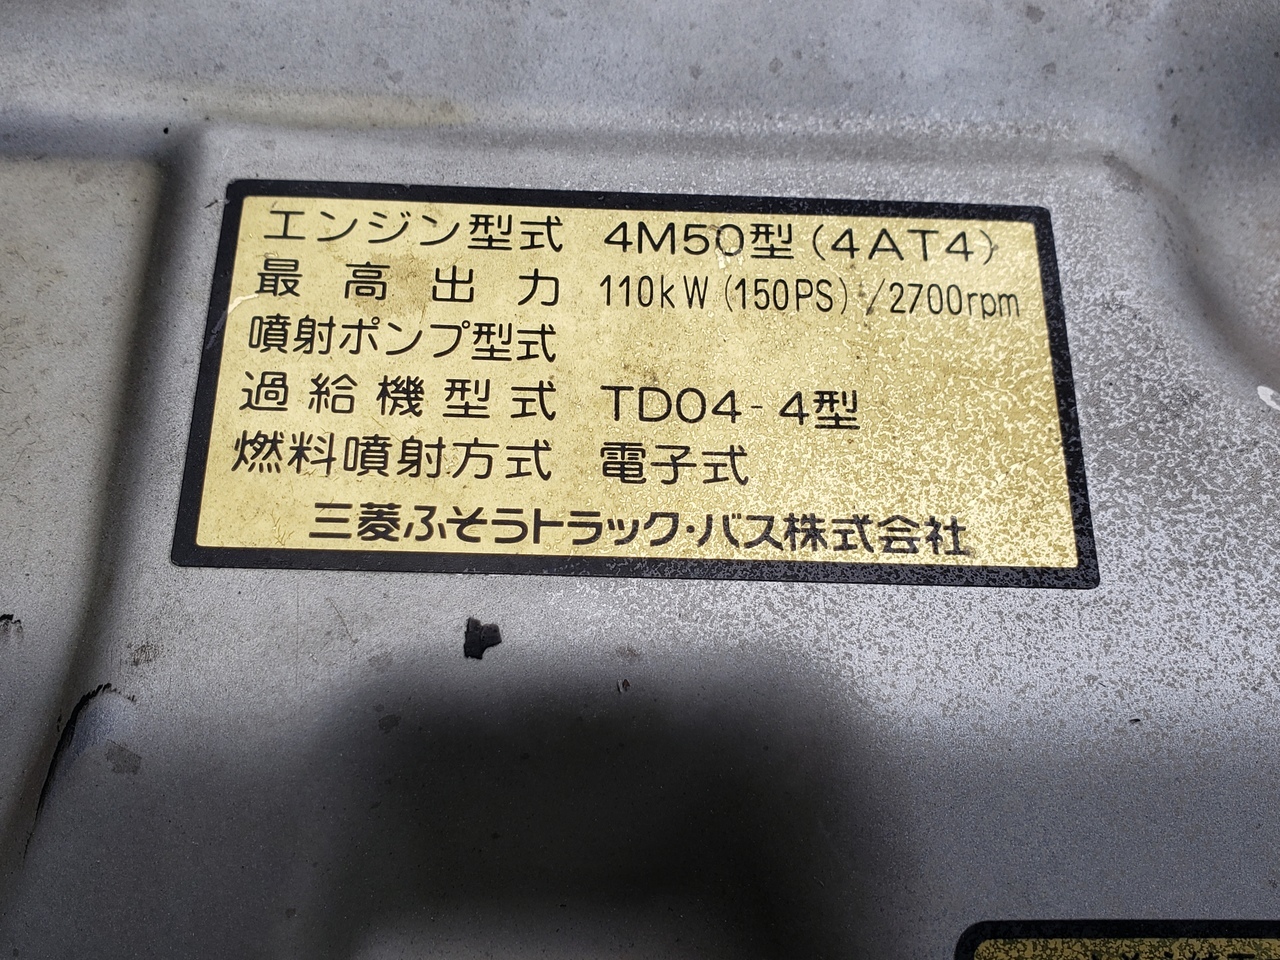 エンジン型式 4M50型(4AT4)
最高出力 110kW(150PS)/2700rpm
噴射ポンプ型式
過給機型式 TD04-4型
燃料噴射方式 電子式
三菱ふそうトラック・バス株式会社